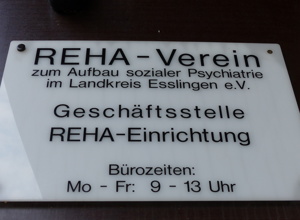 REHA-Verein
zum Aufbau sozialer Psychiatrie
im Landkreis Esslingen e.V.
Geschäftsstelle
REHA-Einrichtung
Bürozeiten:
Mo - Fr: 9 - 13 Uhr